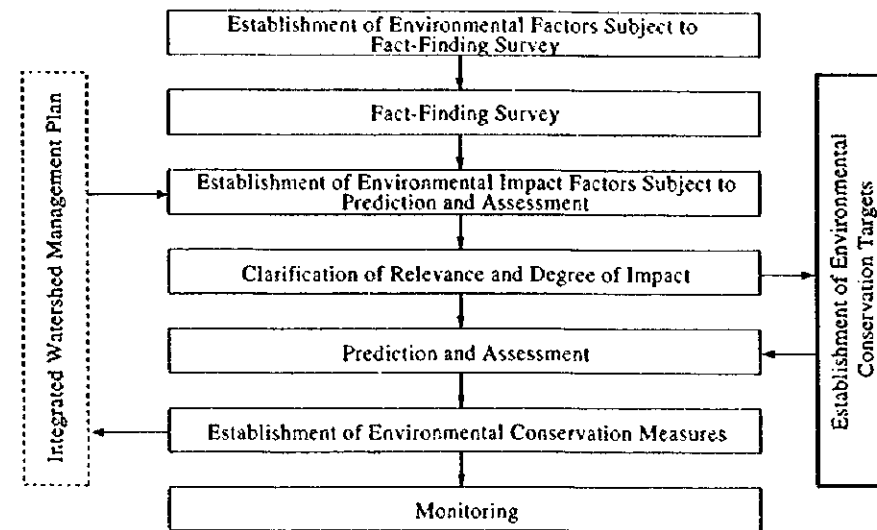 Establishment of Environmental Factors Subject to
Fact-Finding Survey
Fact-Finding Survey
Establishment of Environmental Impact Factors Subject to
Prediction and Assessment
Clarification of Relevance and Degree of Impact
Prediction and Assessment
Establishment of Environmental Conservation Measures
Monitoring
Integrated Watershed Management Plan
Establishment of Environmental
Conservation Targets